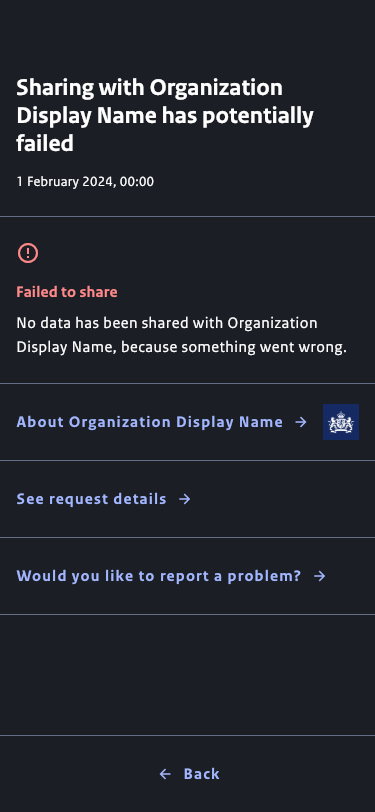 Sharing with Organization
Display Name has potentially
failed
1 February 2024, 00:00
Failed to share
No data has been shared with Organization
Display Name, because something went wrong.
About Organization Display Name
See request details
Would you like to report a problem?
Back